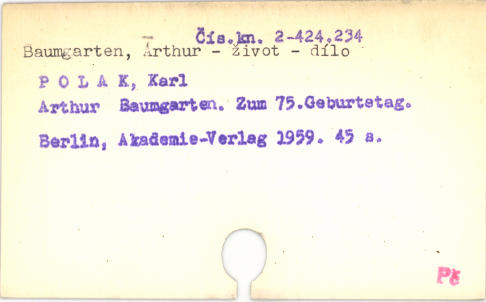 Čís.kn. 2-424.234
Baumgarten, Arthur - život - dílo
P O L A K, Karl
Arthur Baumgarten. Zum 75.Geburtstag.
Berlin, Akademie-Verlag 1959. 45 s.
Př